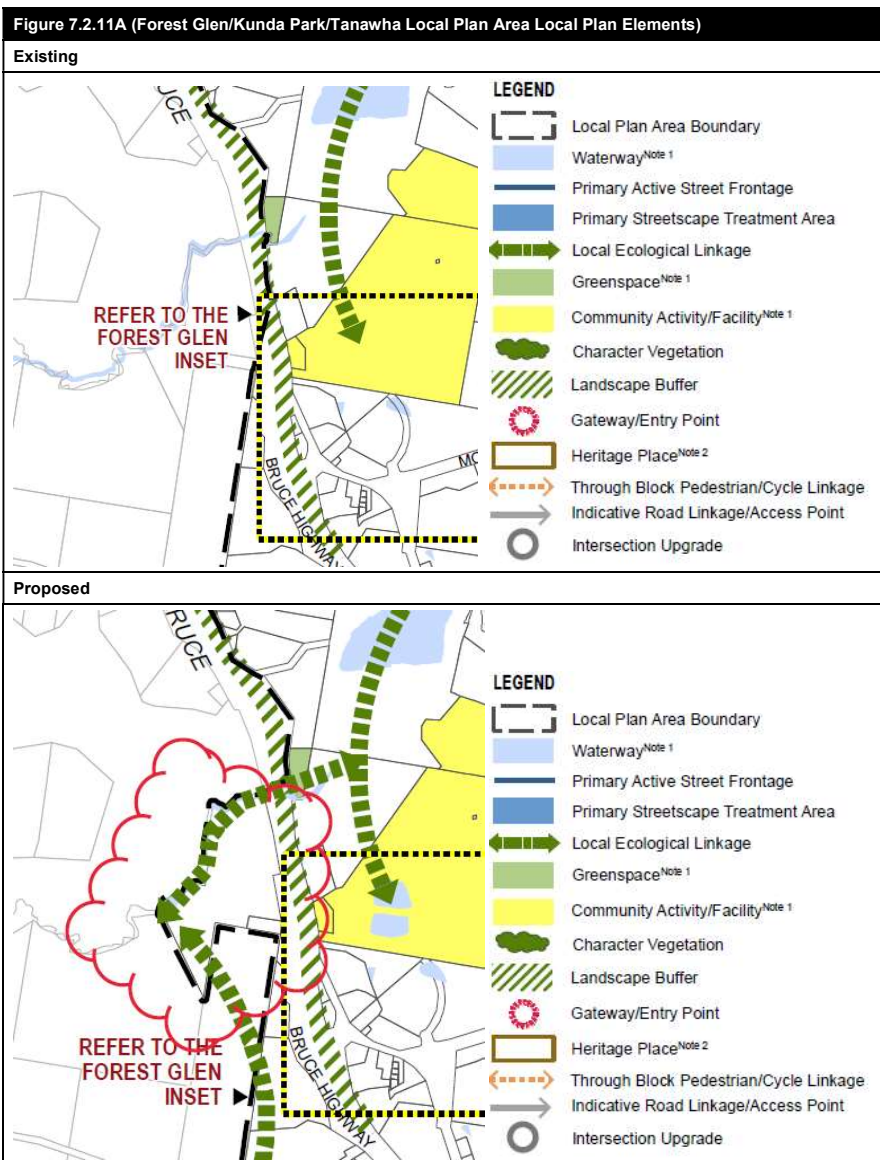 Figure 7.2.11A (Forest Glen/Kunda Park/Tanawha Local Plan Area Local Plan Elements)
Existing
UCE
REFER TO THE
FOREST GLEN
INSET
BRUCE HIGHWAY
MO
LEGEND
Local Plan Area Boundary
Waterway Note 1
Primary Active Street Frontage
Primary Streetscape Treatment Area
Local Ecological Linkage
Greenspace Note 1
Community Activity/Facility Note 1
Character Vegetation
Landscape Buffer
Gateway/Entry Point
Heritage Place Note 2
Through Block Pedestrian/Cycle Linkage
Indicative Road Linkage/Access Point
Intersection Upgrade
Proposed
RUCE
REFER TO THE
FOREST GLEN
INSET
BRUCE HIGHWAY
LEGEND
Local Plan Area Boundary
Waterway Note 1
Primary Active Street Frontage
Primary Streetscape Treatment Area
Local Ecological Linkage
Greenspace Note 1
Community Activity/Facility Note 1
Character Vegetation
Landscape Buffer
Gateway/Entry Point
Heritage Place Note 2
Through Block Pedestrian/Cycle Linkage
Indicative Road Linkage/Access Point
Intersection Upgrade